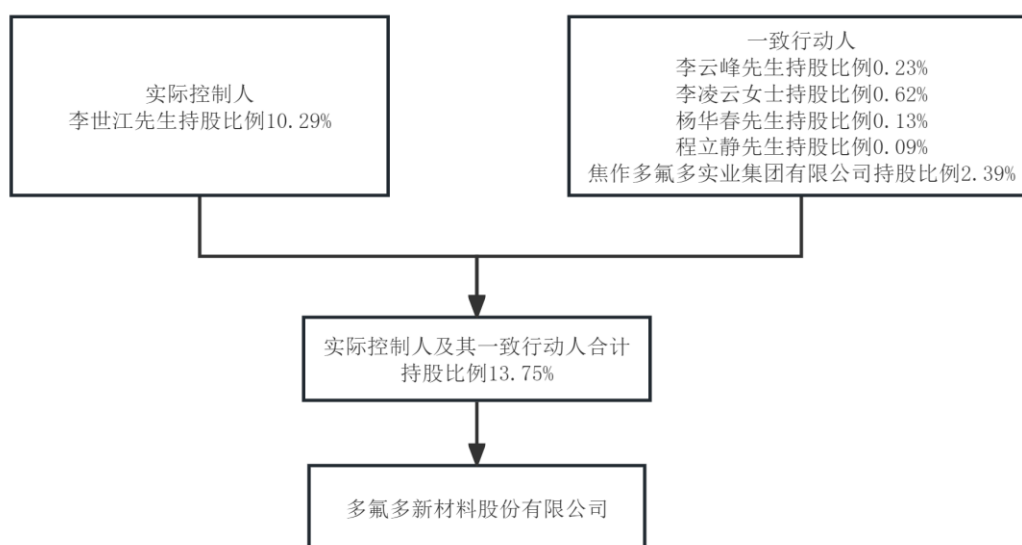 实际控制人
李世江先生持股比例10.29%
一致行动人
李云峰先生持股比例0.23%
李凌云女士持股比例0.62%
杨华春先生持股比例0.13%
程立静先生持股比例0.09%
焦作多氟多实业集团有限公司持股比例2.39%
实际控制人及其一致行动人合计
持股比例13.75%
多氟多新材料股份有限公司